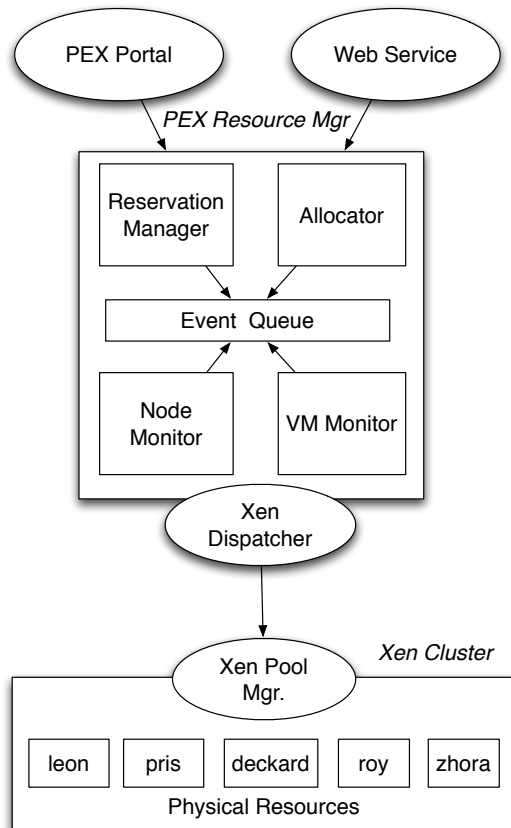 PEX Portal
Web Service
PEX Resource Mgr
Reservation
Manager
Allocator
Event Queue
Node
Monitor
VM Monitor
Xen
Dispatcher
Xen Cluster
Xen Pool
Mgr.
leon
pris
deckard
roy
zhora
Physical Resources